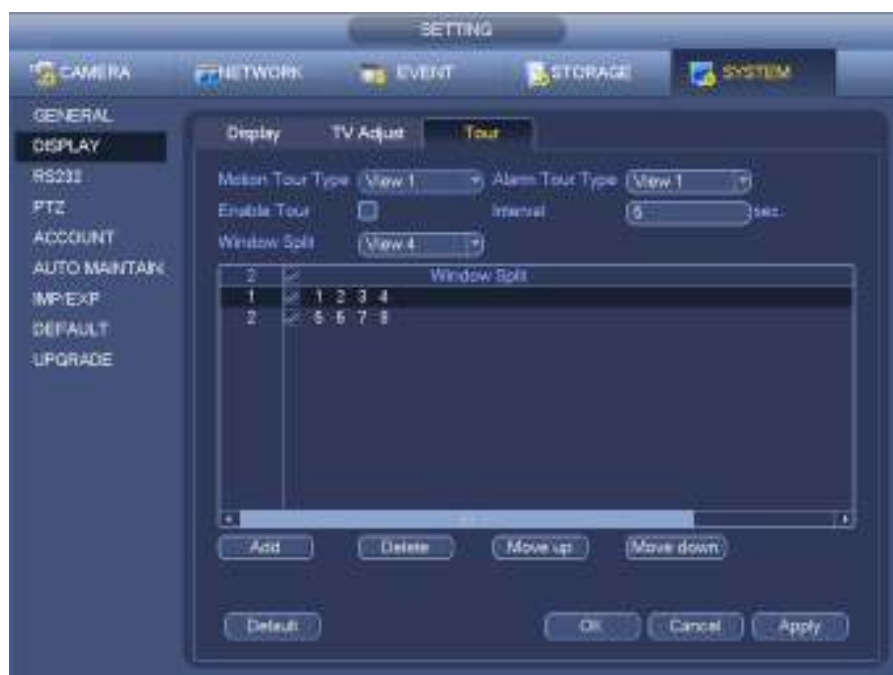 SETTING
CAMERA NETWORK EVENT STORAGE SYSTEM
GENERAL
DISPLAY
RS232
PTZ
ACCOUNT
AUTO MAINTAIN
IMP/EXP
DEFAULT
UPGRADE
Display TV Adjust Tour
Motion Tour Type View 1 Alarm Tour Type View 1
Enable Tour Interval 5 sec.
Window Split View 4
2 Window Split
1 1 2 3 4
2 5 6 7 8
Add Delete Move up Move down
Default OK Cancel Apply